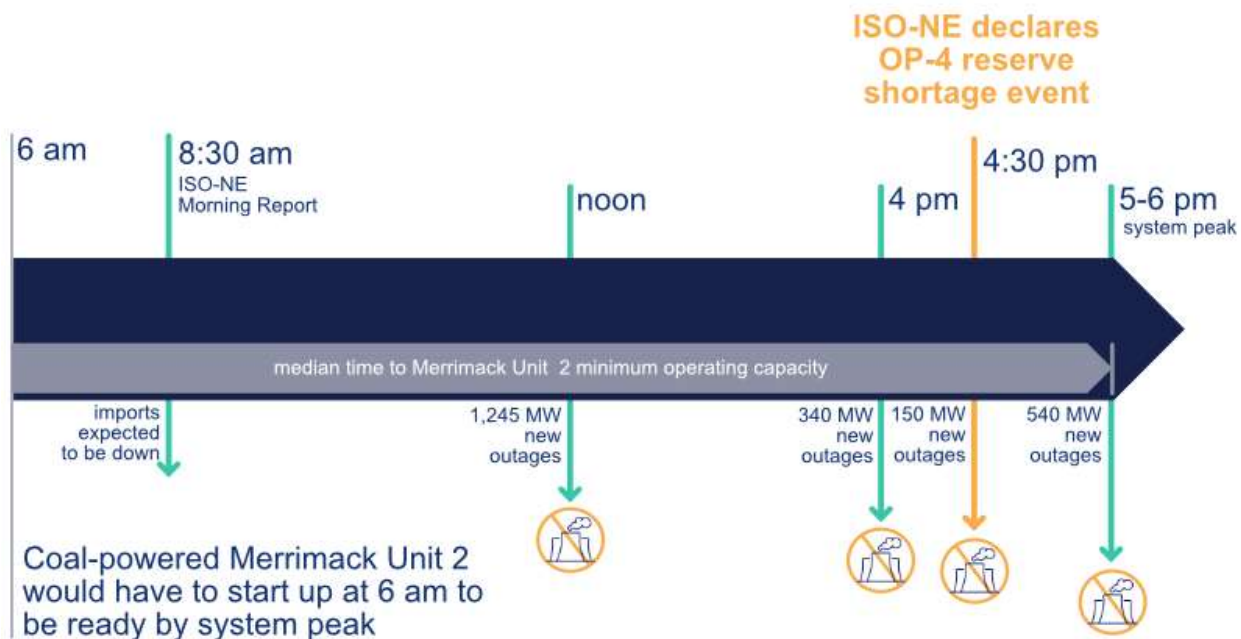 ISO-NE declares
OP-4 reserve
shortage event
6 am
8:30 am
ISO-NE
Morning Report
noon
4 pm
4:30 pm
5-6 pm
system peak
median time to Merrimack Unit 2 minimum operating capacity
imports
expected
to be down
1,245 MW
new
outages
340 MW
new
outages
150 MW
new
outages
540 MW
new
outages
Coal-powered Merrimack Unit 2
would have to start up at 6 am to
be ready by system peak